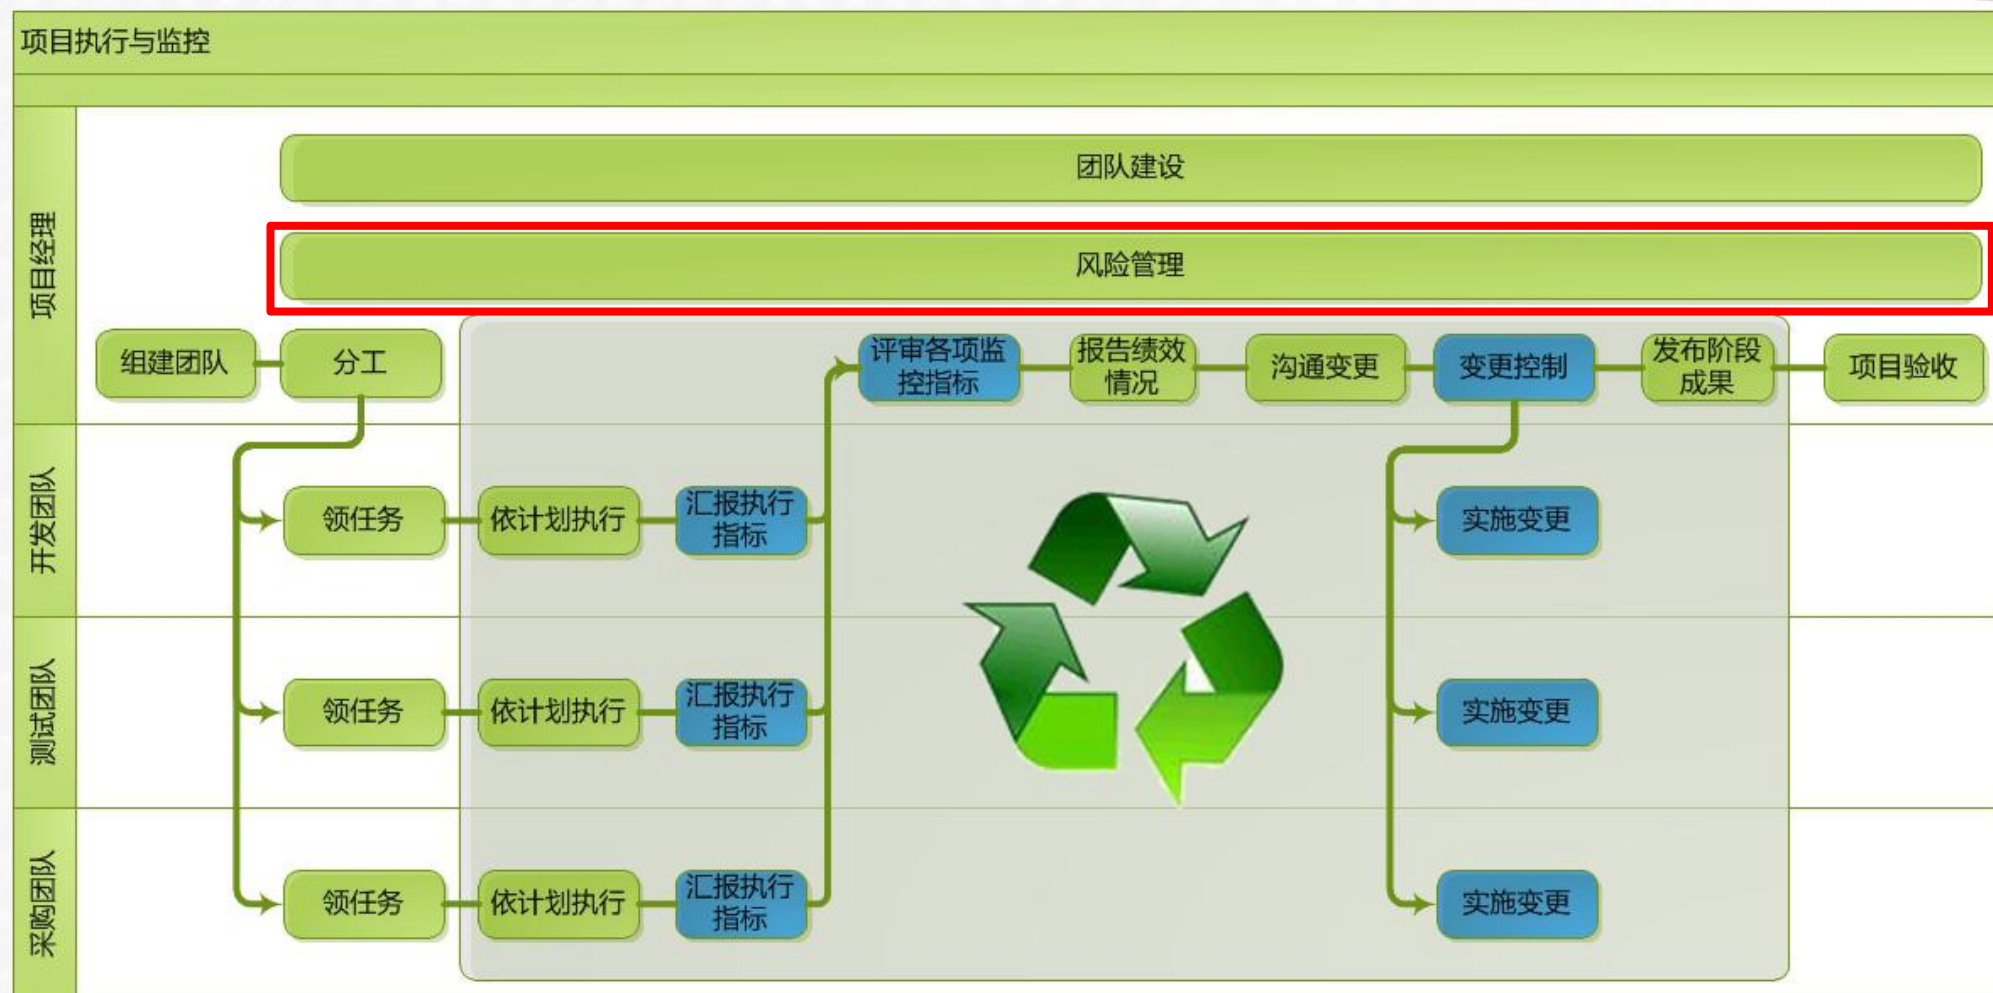 项目执行与监控
项目经理
团队建设
风险管理
组建团队
分工
评审各项监
控指标
报告绩效
情况
沟通变更
变更控制
发布阶段
成果
项目验收
开发团队
领任务
依计划执行
汇报执行
指标
实施变更
测试团队
领任务
依计划执行
汇报执行
指标
实施变更
采购团队
领任务
依计划执行
汇报执行
指标
实施变更